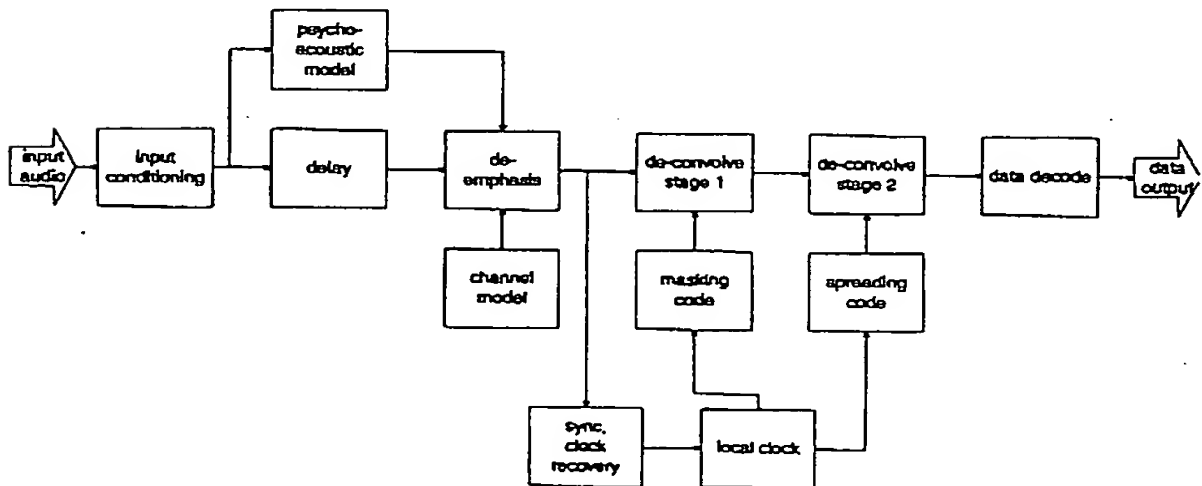 psycho-
acoustic
model
input
audio
input
conditioning
delay
de-
emphasis
de-convolve
stage 1
de-convolve
stage 2
data decode
data
output
channel
model
masking
code
spreading
code
sync,
clock
recovery
local clock